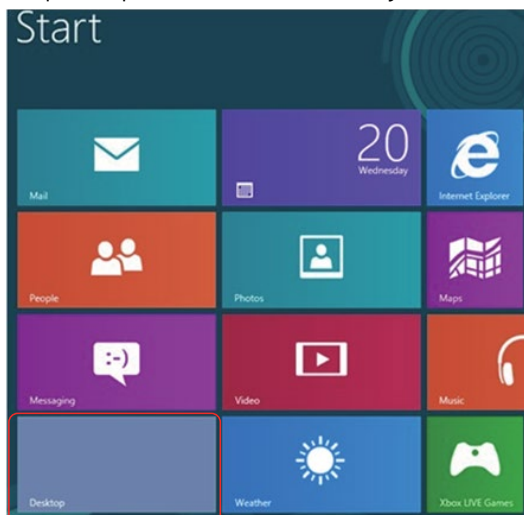 Start
20
Wednesday
Mail
Internet Explorer
People
Photos
Maps
:-)
Messaging
Video
Music
Desktop
Weather
Xbox LIVE Games